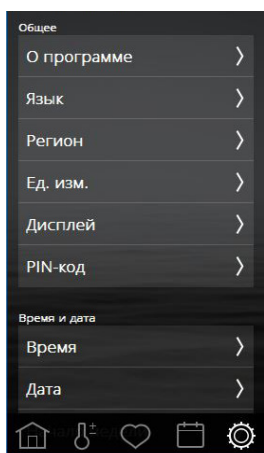 Общее
О программе
Язык
Регион
Ед. изм.
Дисплей
PIN-код
Время и дата
Время
Дата